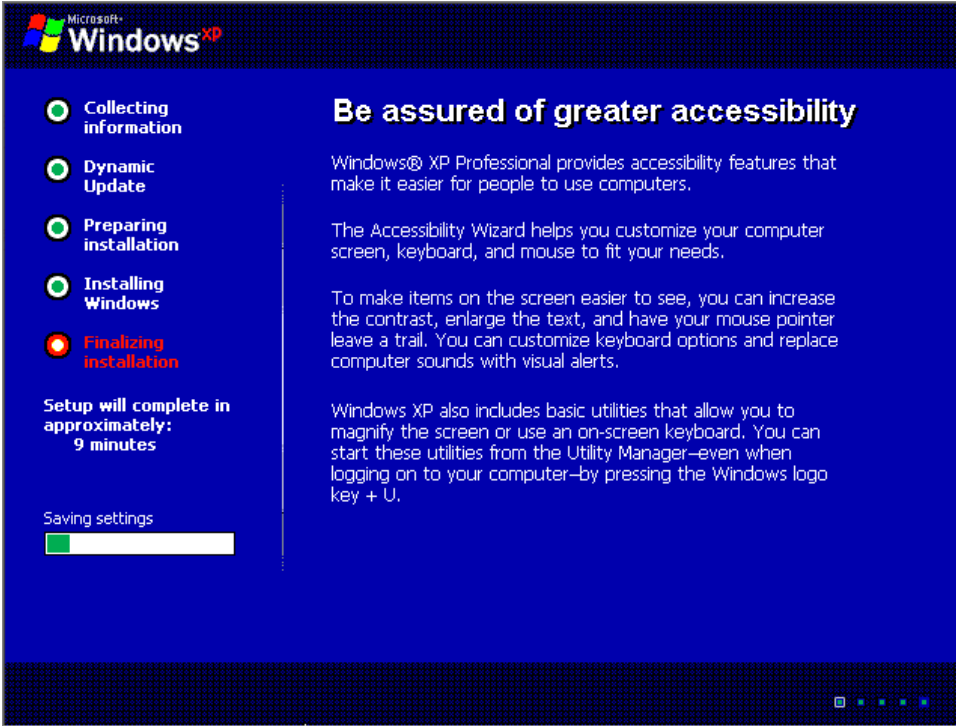 Microsoft
Windows xp
Collecting
information
Dynamic
Update
Preparing
installation
Installing
Windows
Finalizing
installation
Setup will complete in
approximately:
9 minutes
Saving settings
Be assured of greater accessibility
Windows® XP Professional provides accessibility features that
make it easier for people to use computers.
The Accessibility Wizard helps you customize your computer
screen, keyboard, and mouse to fit your needs.
To make items on the screen easier to see, you can increase
the contrast, enlarge the text, and have your mouse pointer
leave a trail. You can customize keyboard options and replace
computer sounds with visual alerts.
Windows XP also includes basic utilities that allow you to
magnify the screen or use an on-screen keyboard. You can
start these utilities from the Utility Manager—even when
logging on to your computer—by pressing the Windows logo
key + U.